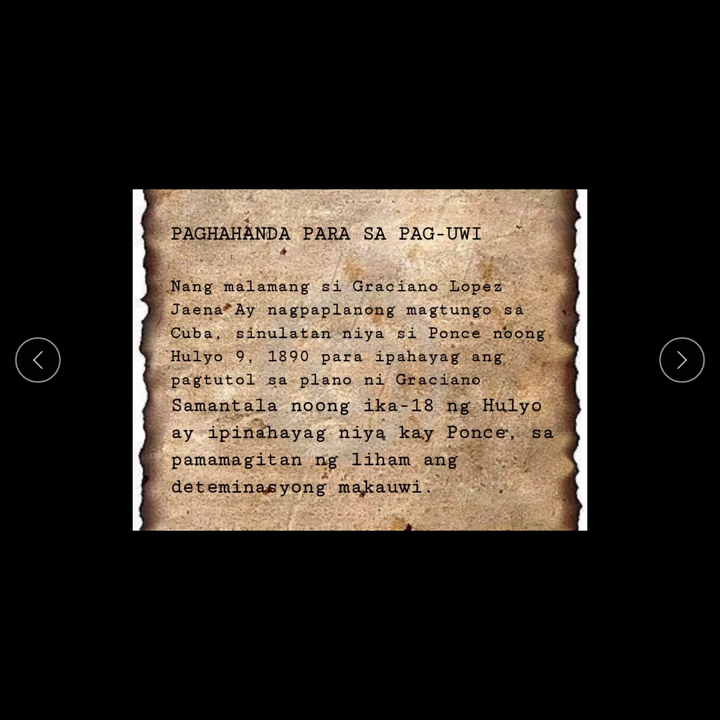 PAGHAHANDA PARA SA PAG-UWI
Nang malamang si Graciano Lopez
Jaena Ay nagpaplanong magtungo sa
Cuba, sinulatan niya si Ponce noong
Hulyo 9, 1890 para ipahayag ang
pagtutol sa plano ni Graciano
Samantala noong ika-18 ng Hulyo
ay ipinahayag niya kay Ponce, sa
pamamagitan ng liham ang
deteminasyong makauwi.